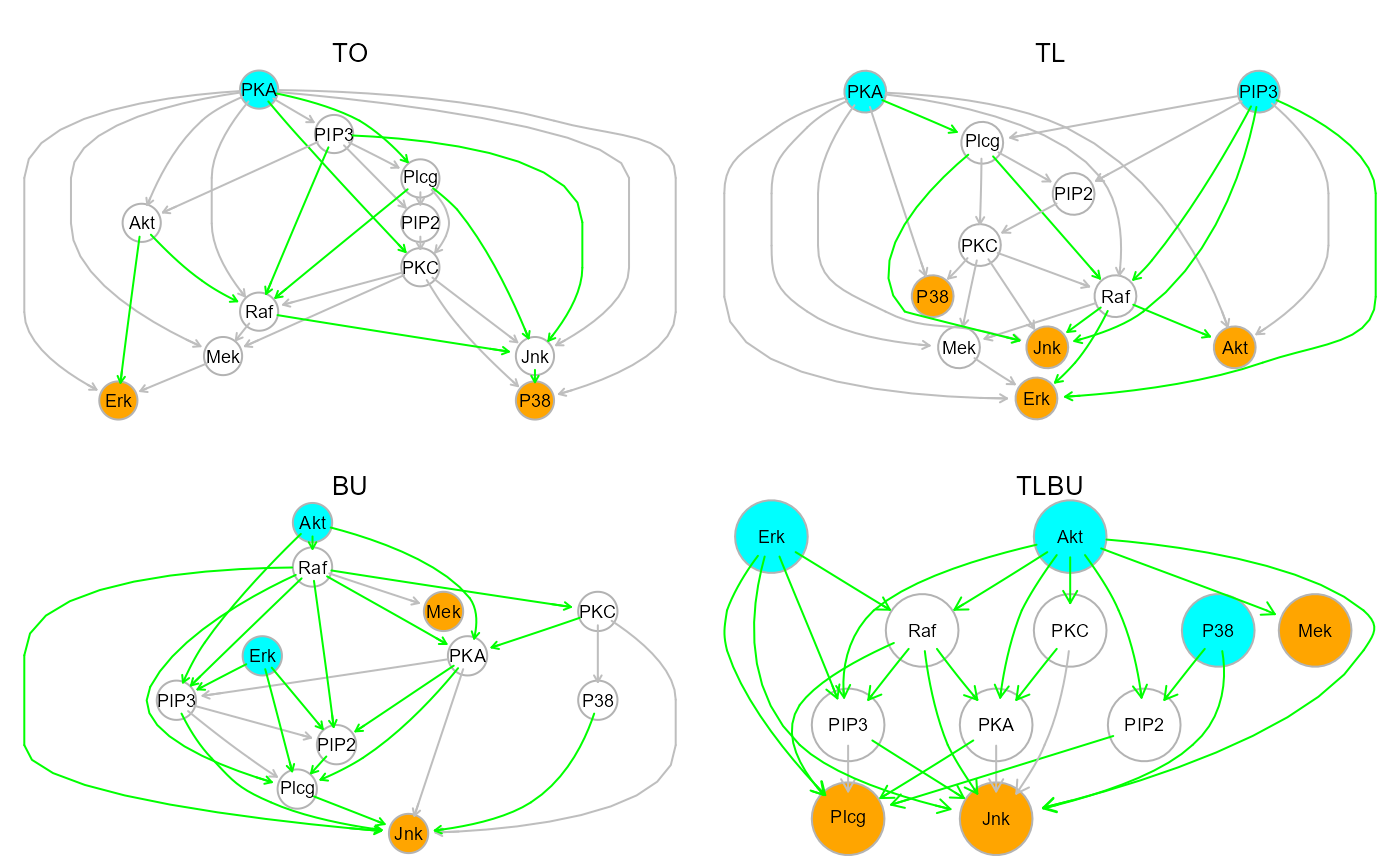 TO
PKA
PIP3
Plcg
Akt
PIP2
PKC
Raf
Mek
Jnk
Erk
P38
TL
PKA
PIP3
Plcg
PIP2
PKC
P38
Raf
Mek
Jnk
Akt
Erk
BU
Akt
Raf
Mek
PKC
Erk
PKA
PIP3
P38
PIP2
Plcg
Jnk
TLBU
Erk
Akt
Raf
PKC
P38
Mek
PIP3
PKA
PIP2
Plcg
Jnk